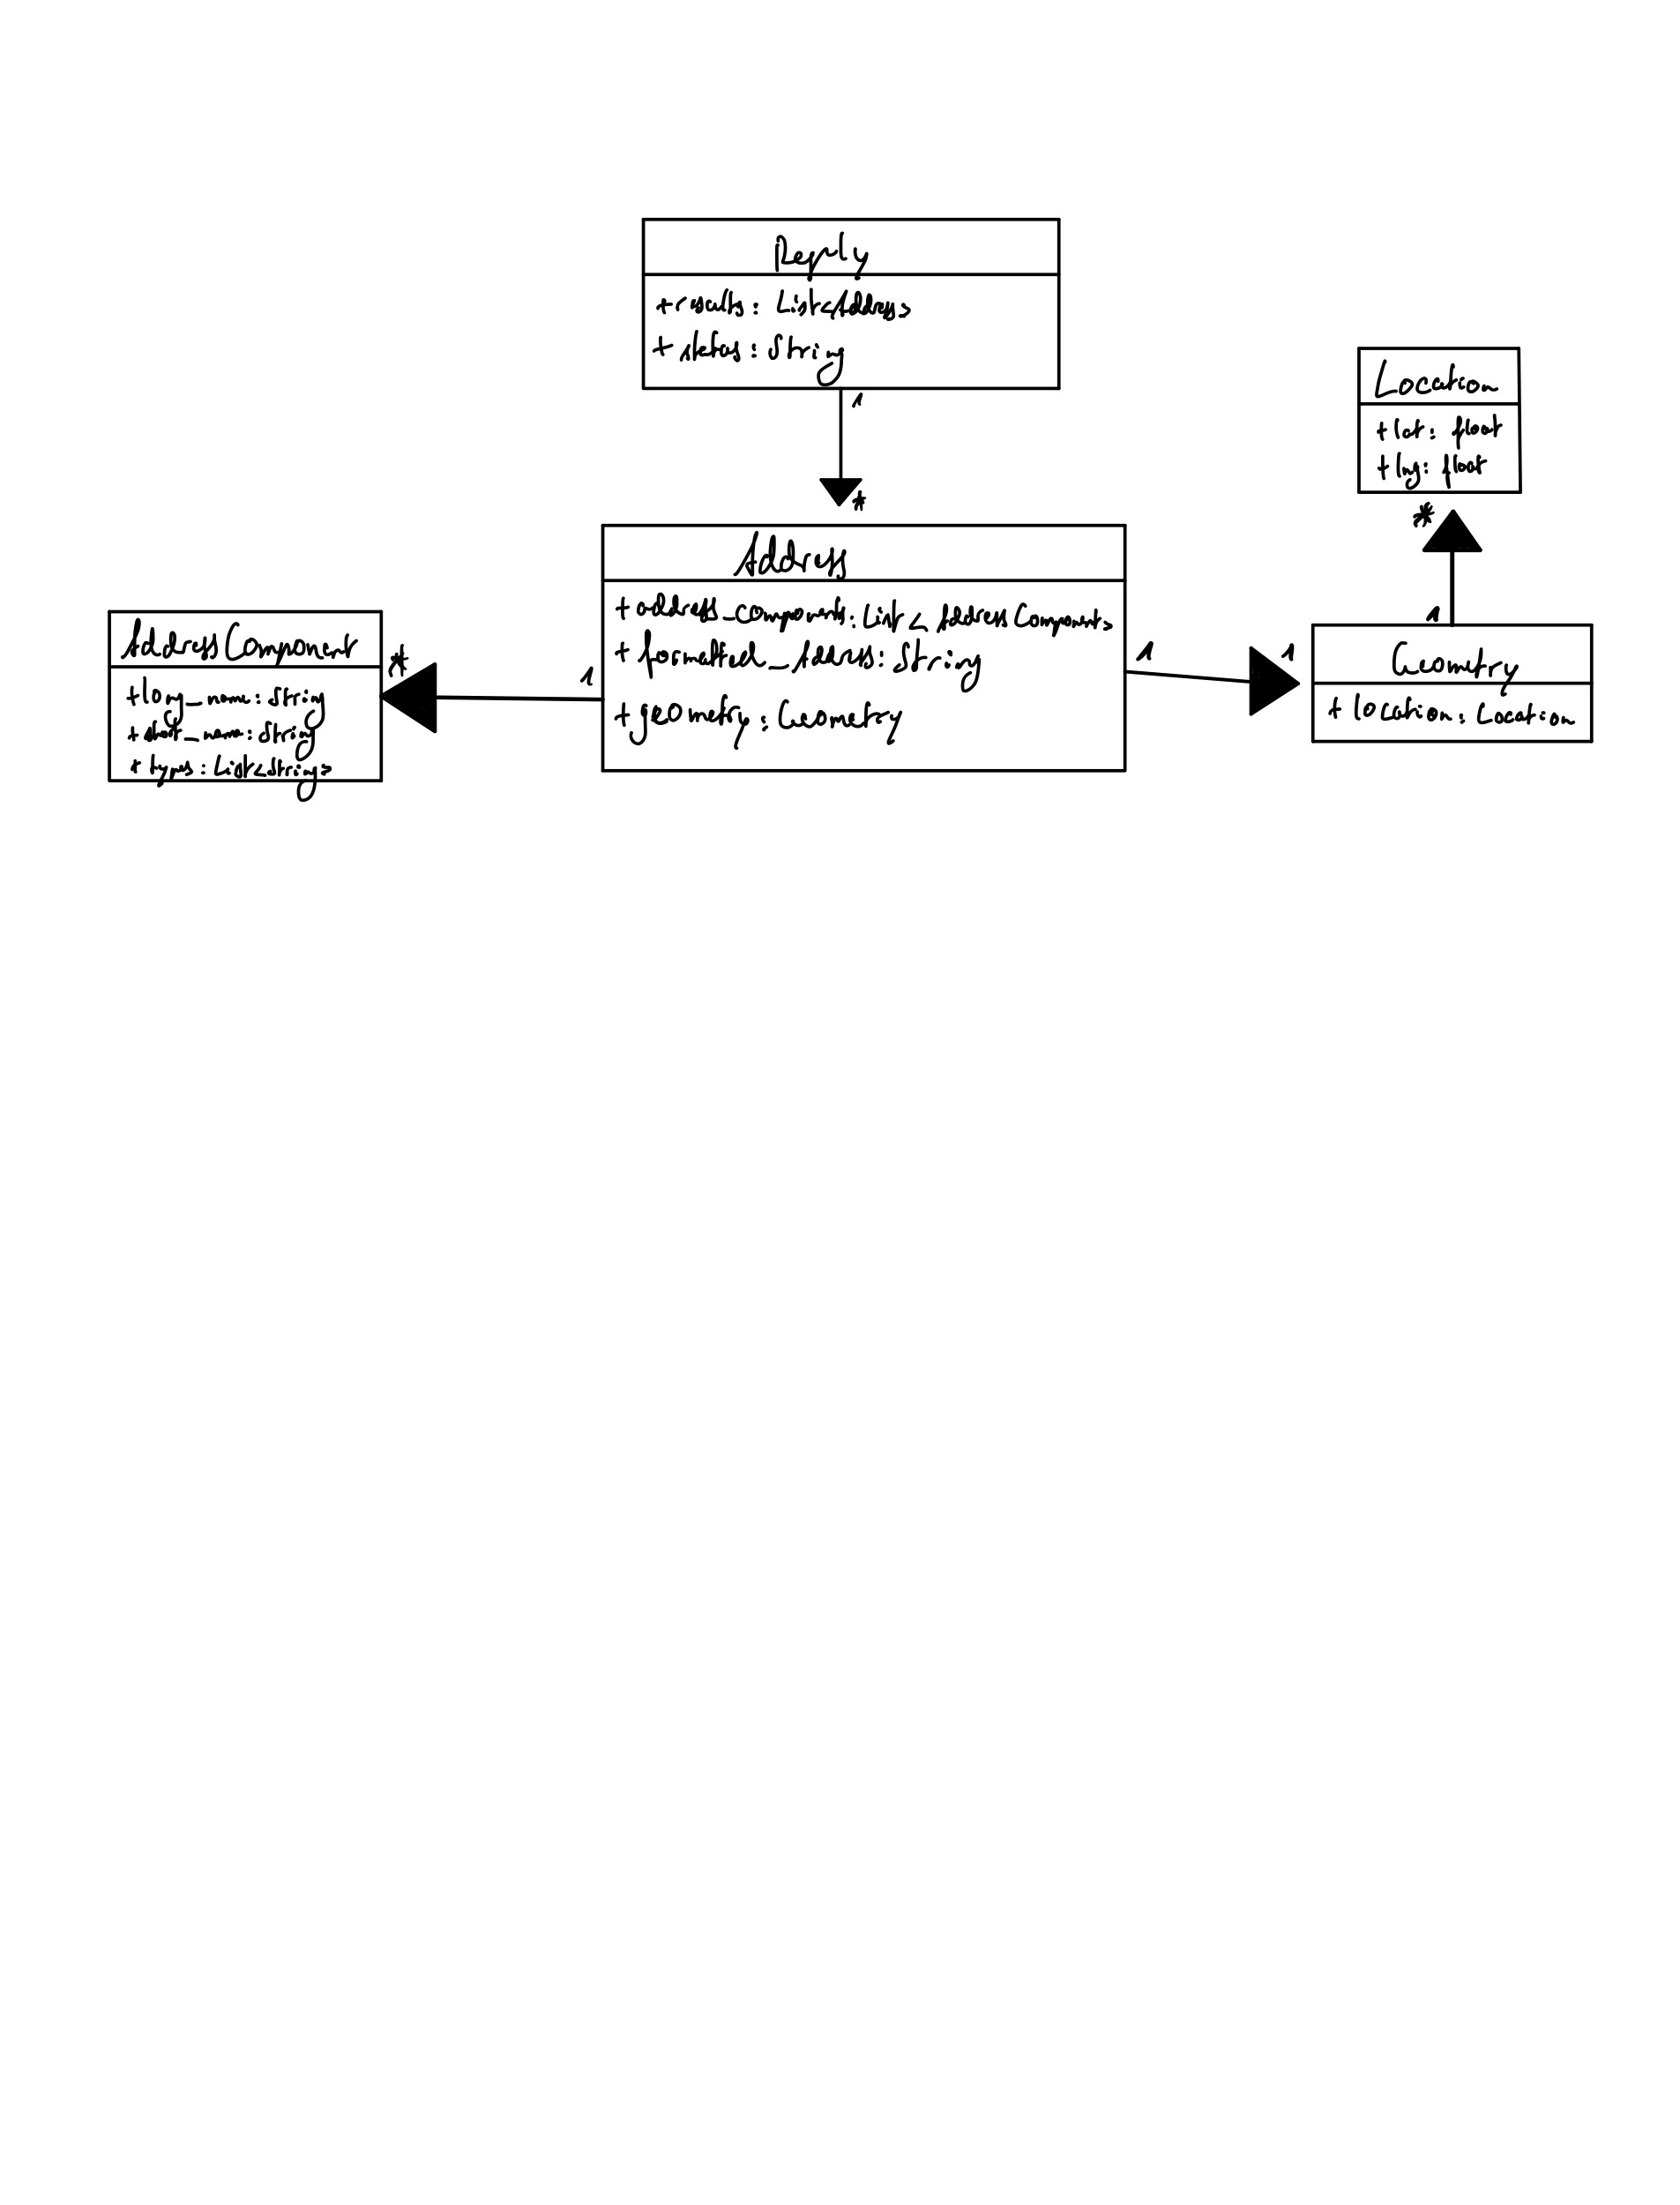 Reply
+results: List<Address>
+ status: String
1
*
Location
+ lat: float
+ lng: float
*
1
Address
+ address_components: List<AddressComponent>
+ formatted_Address: String
+ geometry: Geometry
AddressComponent
+long_name: String
+ short_name: String
+ types: List<String>
*
1
1
1
Geometry
+ location: Location